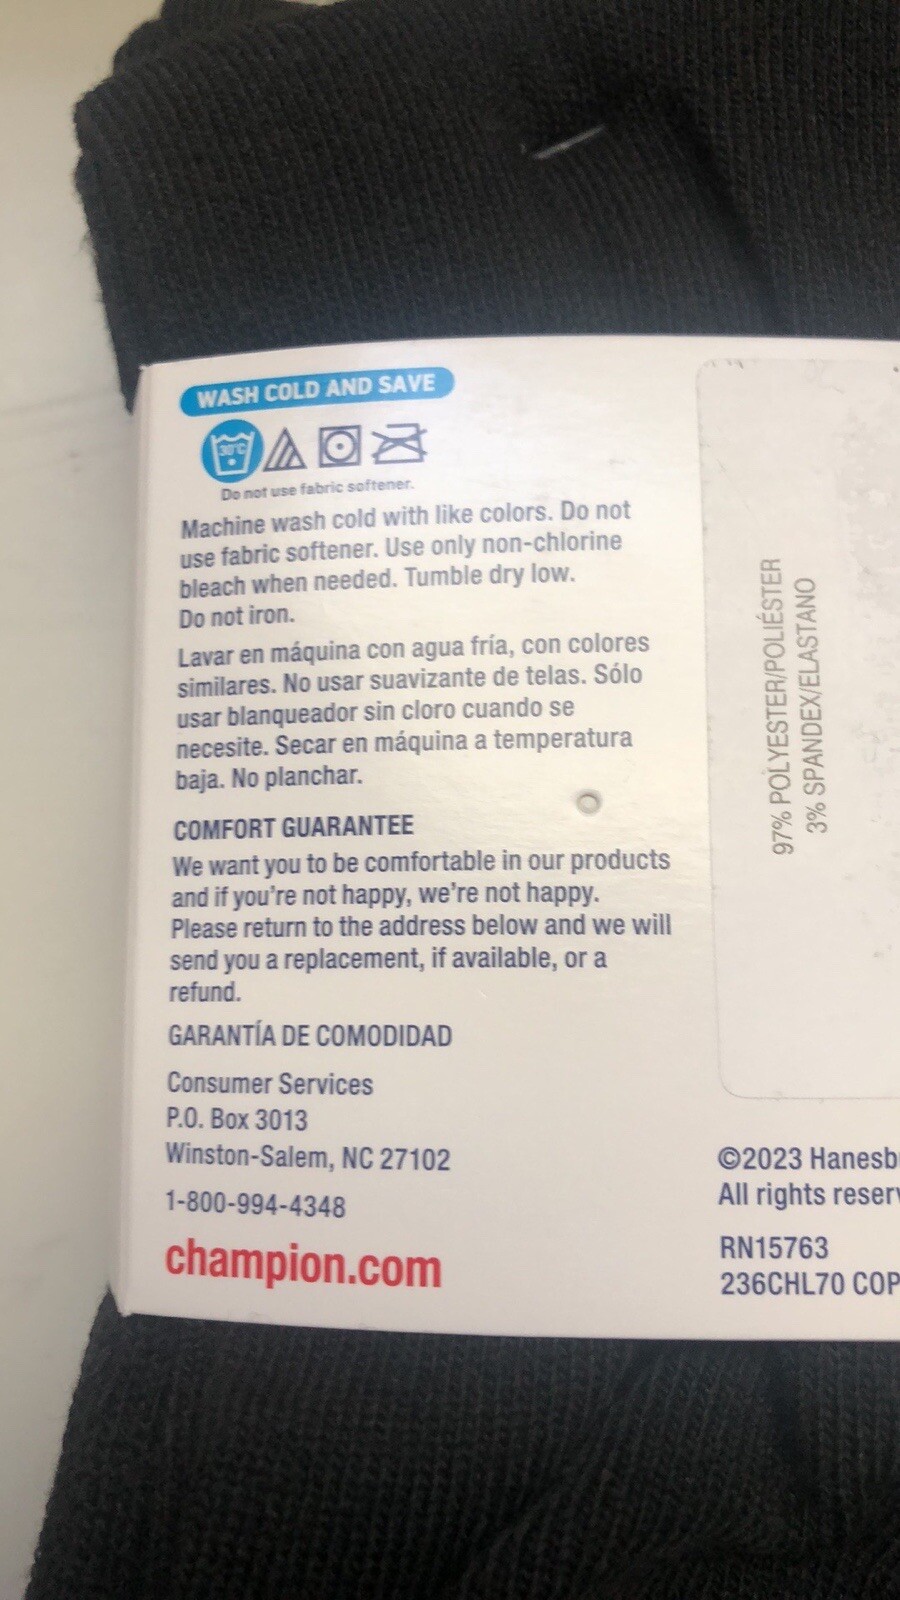 WASH COLD AND SAVE
30°C
Do not use fabric softener.
Machine wash cold with like colors. Do not
use fabric softener. Use only non-chlorine
bleach when needed. Tumble dry low.
Do not iron.
Lavar en máquina con agua fría, con colores
similares. No usar suavizante de telas. Sólo
usar blanqueador sin cloro cuando se
necesite. Secar en máquina a temperatura
baja. No planchar.
COMFORT GUARANTEE
We want you to be comfortable in our products
and if you're not happy, we're not happy.
Please return to the address below and we will
send you a replacement, if available, or a
refund.
GARANTÍA DE COMODIDAD
Consumer Services
P.O. Box 3013
Winston-Salem, NC 27102
1-800-994-4348
champion.com
97% POLYESTER/POLIÉSTER
3% SPANDEX/ELASTANO
©2023
All rights
RN15763
236CHL70